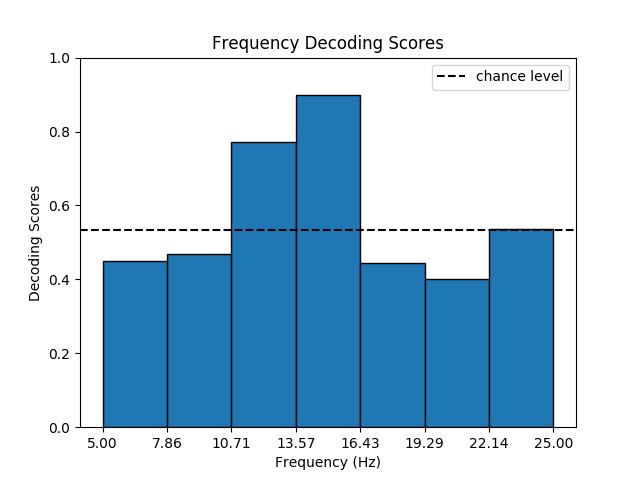 Frequency Decoding Scores
1.0
0.8
0.6
0.4
0.2
0.0
Decoding Scores
chance level
5.00 7.86 10.71 13.57 16.43 19.29 22.14 25.00
Frequency (Hz)